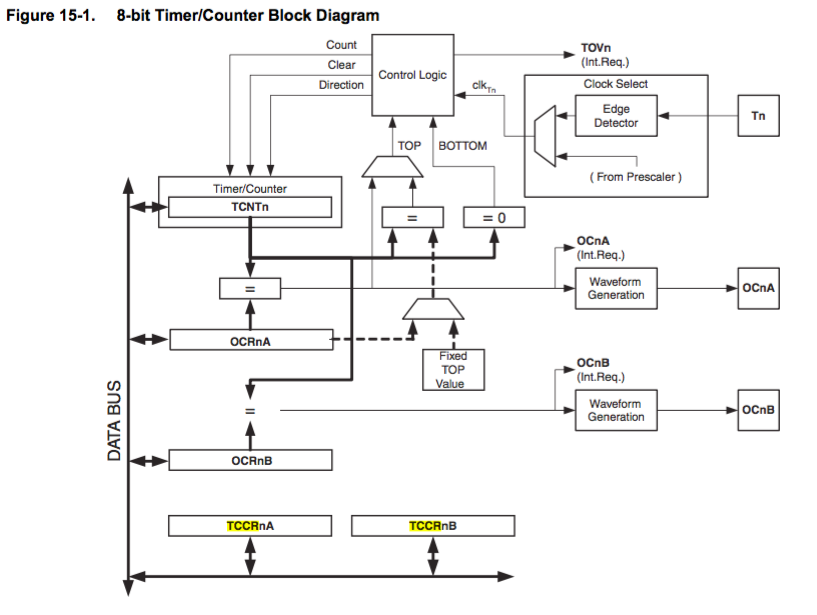 Figure 15-1. 8-bit Timer/Counter Block Diagram
Count
Clear
Direction
Control Logic
TOVn
(Int.Req.)
clkTn
Clock Select
Edge
Detector
Tn
( From Prescaler )
TOP
BOTTOM
Timer/Counter
TCNTn
=
= 0
OCnA
(Int.Req.)
=
Waveform
Generation
OCnA
OCRnA
Fixed
TOP
Value
OCnB
(Int.Req.)
=
Waveform
Generation
OCnB
DATA BUS
OCRnB
TCCRnA
TCCRnB